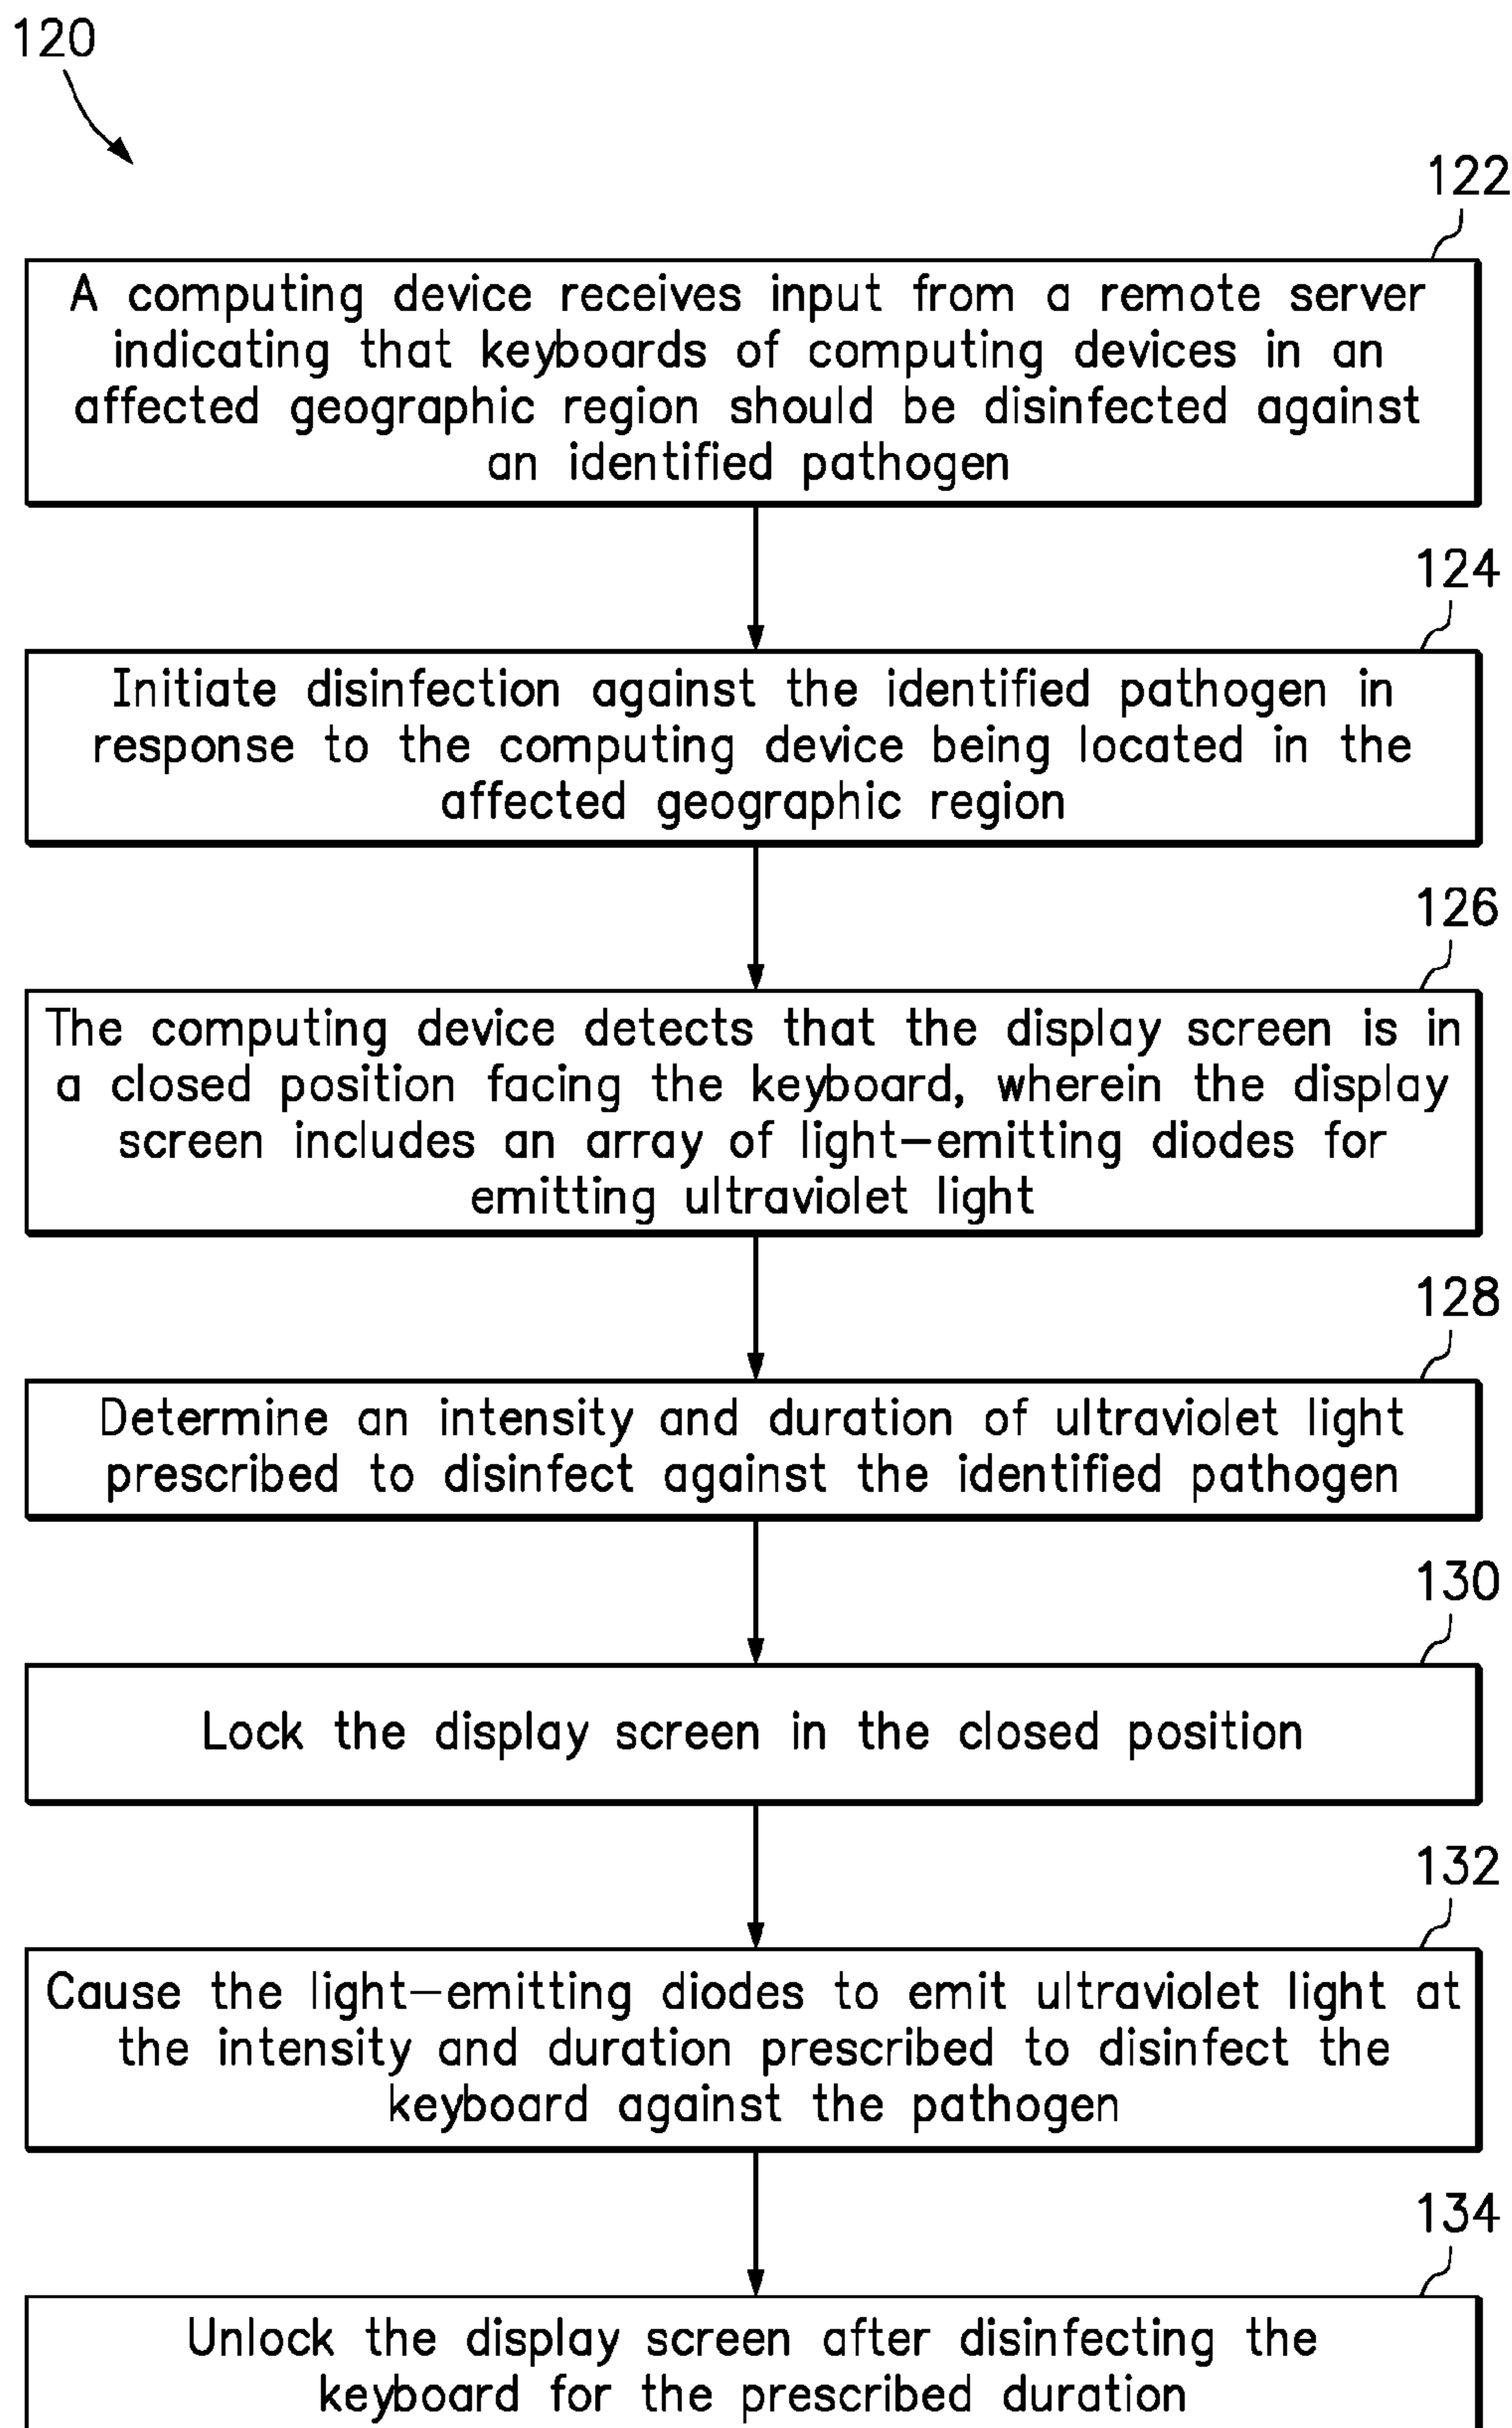 120
122
A computing device receives input from a remote server
indicating that keyboards of computing devices in an
affected geographic region should be disinfected against
an identified pathogen
124
Initiate disinfection against the identified pathogen in
response to the computing device being located in the
affected geographic region
126
The computing device detects that the display screen is in
a closed position facing the keyboard, wherein the display
screen includes an array of light-emitting diodes for
emitting ultraviolet light
128
Determine an intensity and duration of ultraviolet light
prescribed to disinfect against the identified pathogen
130
Lock the display screen in the closed position
132
Cause the light-emitting diodes to emit ultraviolet light at
the intensity and duration prescribed to disinfect the
keyboard against the pathogen
134
Unlock the display screen after disinfecting the
keyboard for the prescribed duration